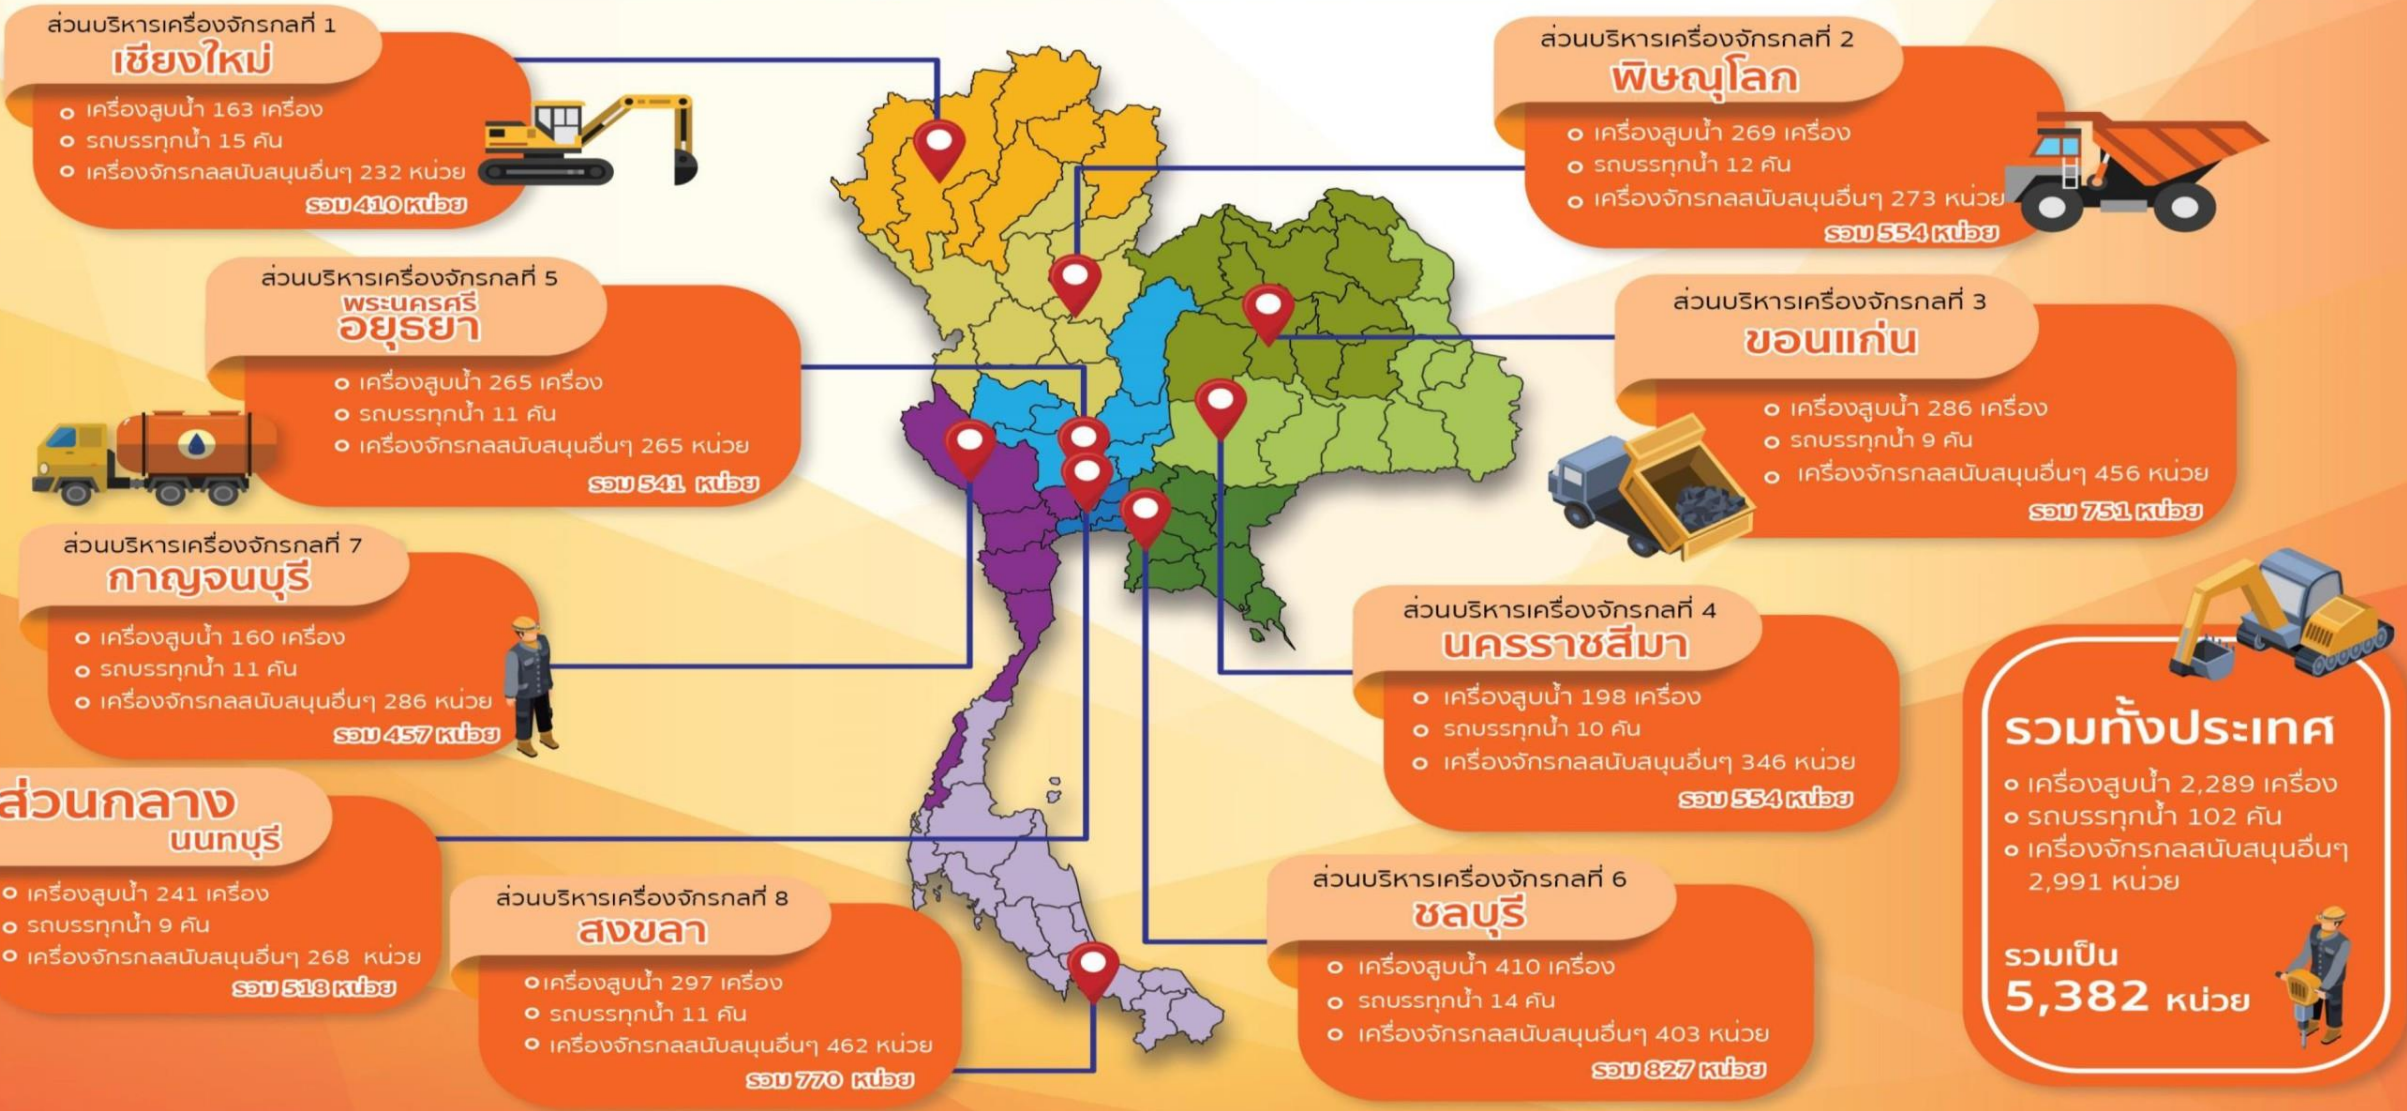 ส่วนบริหารเครื่องจักรกลที่ 1
เชียงใหม่
เครื่องสูบน้ำ 163 เครื่อง
รถบรรทุกน้ำ 15 คัน
เครื่องจักรกลสนับสนุนอื่นๆ 232 หน่วย
รวม 410 หน่วย
ส่วนบริหารเครื่องจักรกลที่ 2
พิษณุโลก
เครื่องสูบน้ำ 269 เครื่อง
รถบรรทุกน้ำ 12 คัน
เครื่องจักรกลสนับสนุนอื่นๆ 273 หน่วย
รวม 554 หน่วย
ส่วนบริหารเครื่องจักรกลที่ 5
พระนครศรี
อยุธยา
เครื่องสูบน้ำ 265 เครื่อง
รถบรรทุกน้ำ 11 คัน
เครื่องจักรกลสนับสนุนอื่นๆ 265 หน่วย
รวม 541 หน่วย
ส่วนบริหารเครื่องจักรกลที่ 3
ขอนแก่น
เครื่องสูบน้ำ 286 เครื่อง
รถบรรทุกน้ำ 9 คัน
เครื่องจักรกลสนับสนุนอื่นๆ 456 หน่วย
รวม 751 หน่วย
ส่วนบริหารเครื่องจักรกลที่ 7
กาญจนบุรี
เครื่องสูบน้ำ 160 เครื่อง
รถบรรทุกน้ำ 11 คัน
เครื่องจักรกลสนับสนุนอื่นๆ 286 หน่วย
รวม 457 หน่วย
ส่วนบริหารเครื่องจักรกลที่ 4
นครราชสีมา
เครื่องสูบน้ำ 198 เครื่อง
รถบรรทุกน้ำ 10 คัน
เครื่องจักรกลสนับสนุนอื่นๆ 346 หน่วย
รวม 554 หน่วย
ส่วนกลาง
นนทบุรี
เครื่องสูบน้ำ 241 เครื่อง
รถบรรทุกน้ำ 9 คัน
เครื่องจักรกลสนับสนุนอื่นๆ 268 หน่วย
รวม 518 หน่วย
ส่วนบริหารเครื่องจักรกลที่ 8
สงขลา
เครื่องสูบน้ำ 297 เครื่อง
รถบรรทุกน้ำ 11 คัน
เครื่องจักรกลสนับสนุนอื่นๆ 462 หน่วย
รวม 770 หน่วย
ส่วนบริหารเครื่องจักรกลที่ 6
ชลบุรี
เครื่องสูบน้ำ 410 เครื่อง
รถบรรทุกน้ำ 14 คัน
เครื่องจักรกลสนับสนุนอื่นๆ 403 หน่วย
รวม 827 หน่วย
รวมทั้งประเทศ
เครื่องสูบน้ำ 2,289 เครื่อง
รถบรรทุกน้ำ 102 คัน
เครื่องจักรกลสนับสนุนอื่นๆ
2,991 หน่วย
รวมเป็น
5,382 หน่วย